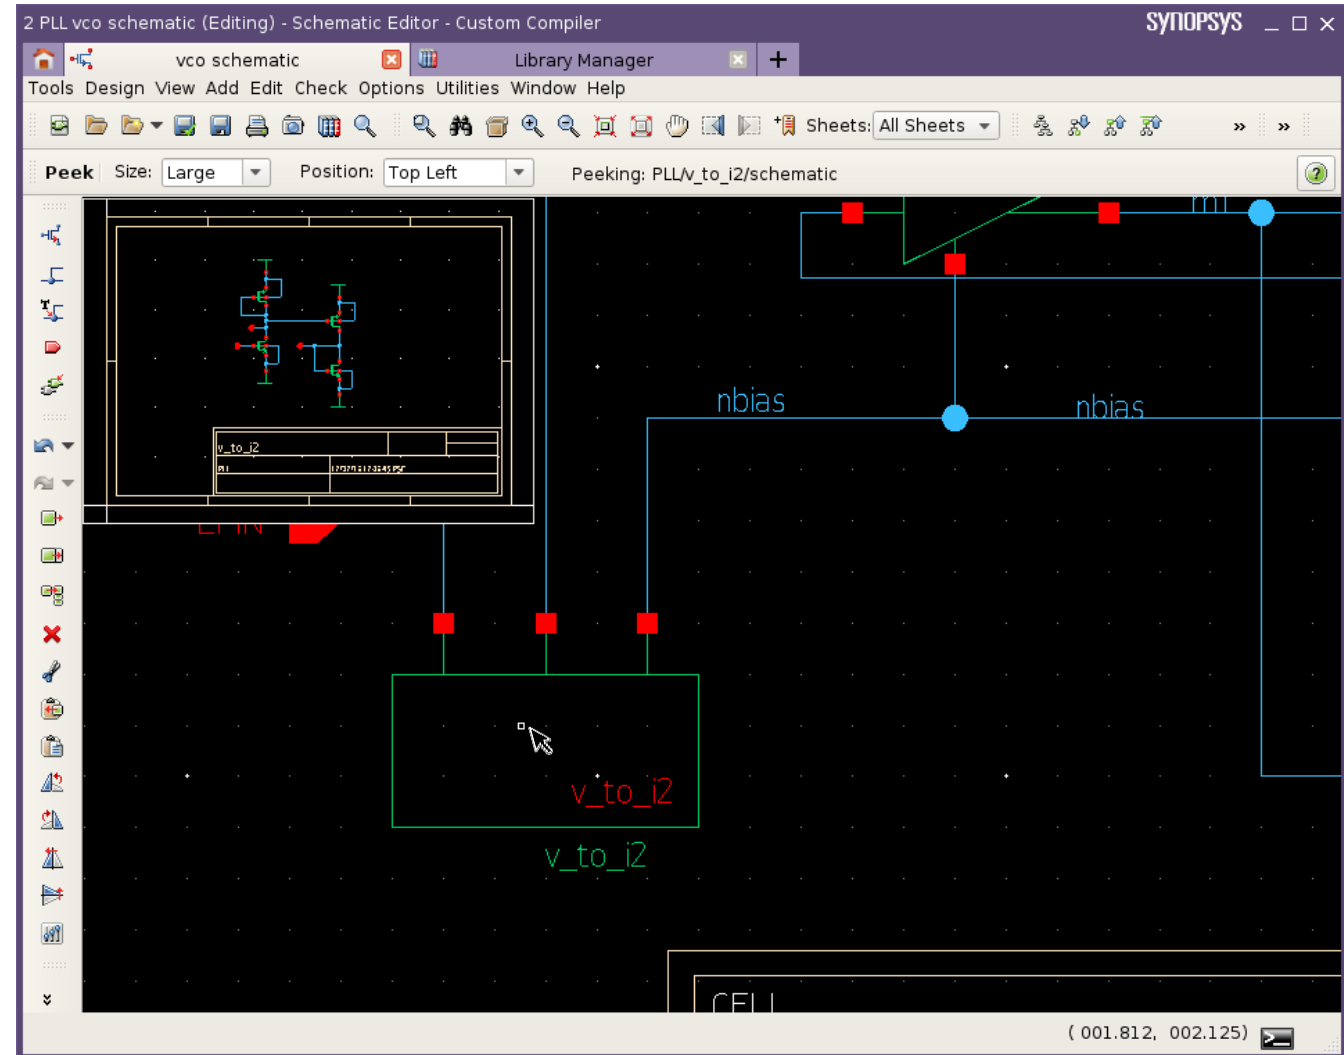 2 PLL vco schematic (Editing) - Schematic Editor - Custom Compiler
SYNOPSYS
vco schematic
Library Manager
Tools Design View Add Edit Check Options Utilities Window Help
Sheets: All Sheets
Peek Size: Large Position: Top Left Peeking: PLL/v_to_i2/schematic
nbias
nbias
v_to_i2
PLL
v_to_i2
v_to_i2
CELL
( 001.812, 002.125)